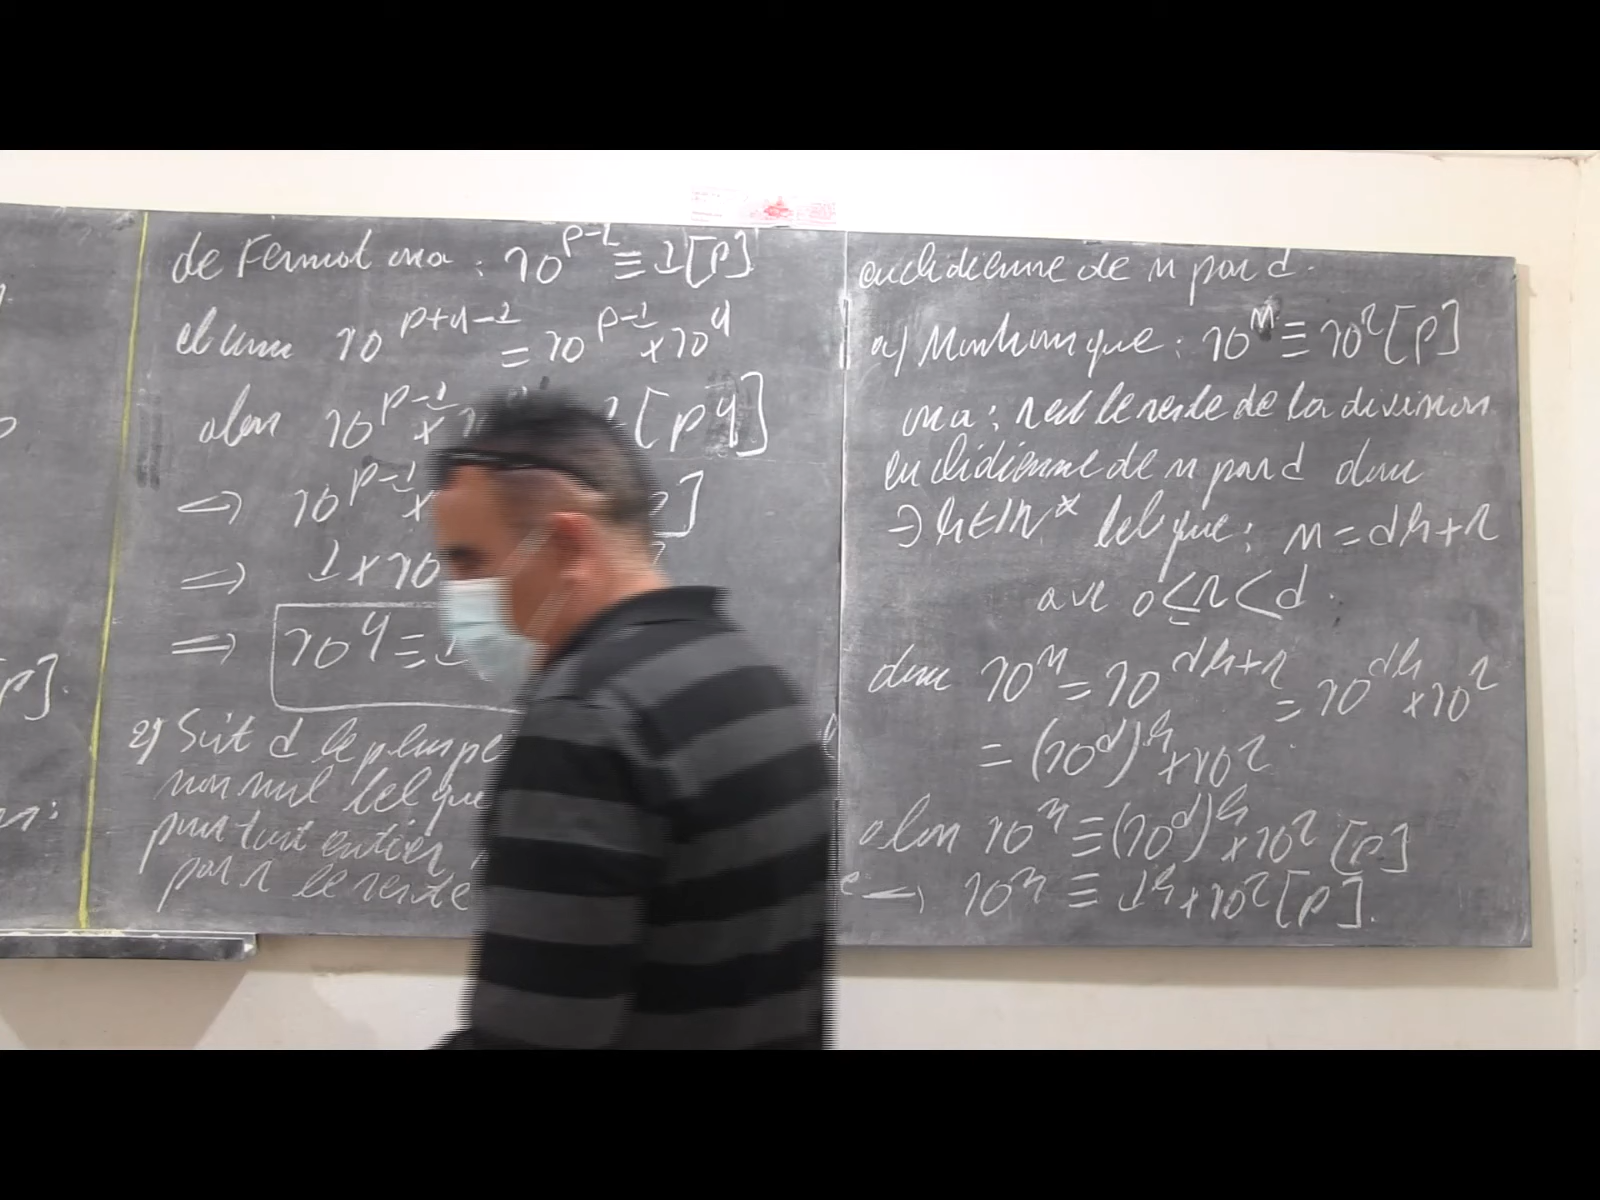 de Fermat on a : 10^{p-1} ≡ 1 [p]
et comme 10^{p+q-1} = 10^{p-1} × 10^q
alors 10^{p-1} × [pq]
⇒ 10^{p-1} × ]
⇒ 1 × 10
⇒ 10^q ≡ 1
2) Soit d le plus pe
non nul tel que
pour tout entier
par r le reste
[p].
euclidienne de n par d.
a) Montrons que : 10^n ≡ 10^r [p]
on a : r est le reste de la division
euclidienne de n par d donc
∃ k ∈ IN* tel que : n = dk + r
avec 0 ≤ r < d.
donc 10^n = 10^{dk+r} = 10^{dk} × 10^r
= (10^d)^k × 10^r.
alors 10^n ≡ (10^d)^k × 10^r [p]
⇒ 10^n ≡ 1^k × 10^r [p].